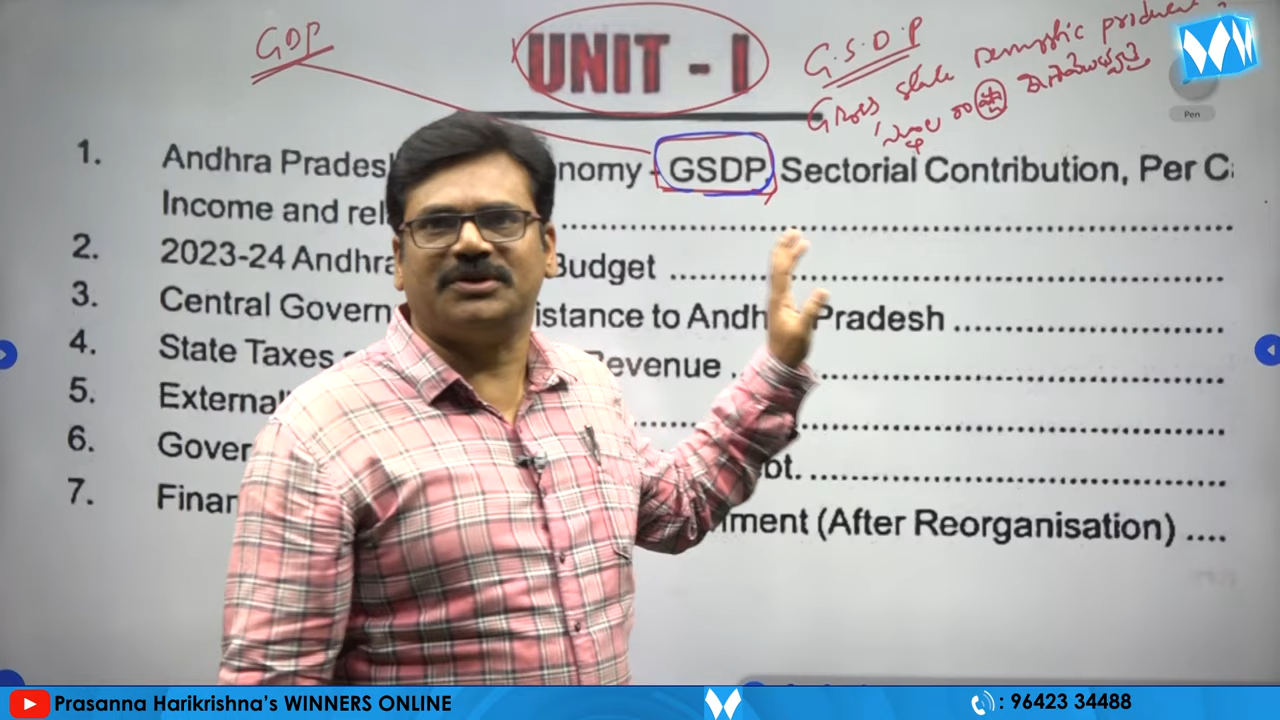 GDP
UNIT - I
G.S.D.P
Gross state Domestic product
స్థూల రాష్ట్ర
Pen
1. Andhra Pradesh nomy - GSDP, Sectorial Contribution, Per C
Income and rel ........................................
2. 2023-24 Andhra Budget ........................................
3. Central Govern istance to Andh Pradesh ....................
4. State Taxes Revenue ........................................
5. External ........................................
6. Gover bt. ........................................
7. Finan nment (After Reorganisation) ....
Prasanna Harikrishna's WINNERS ONLINE
: 96423 34488